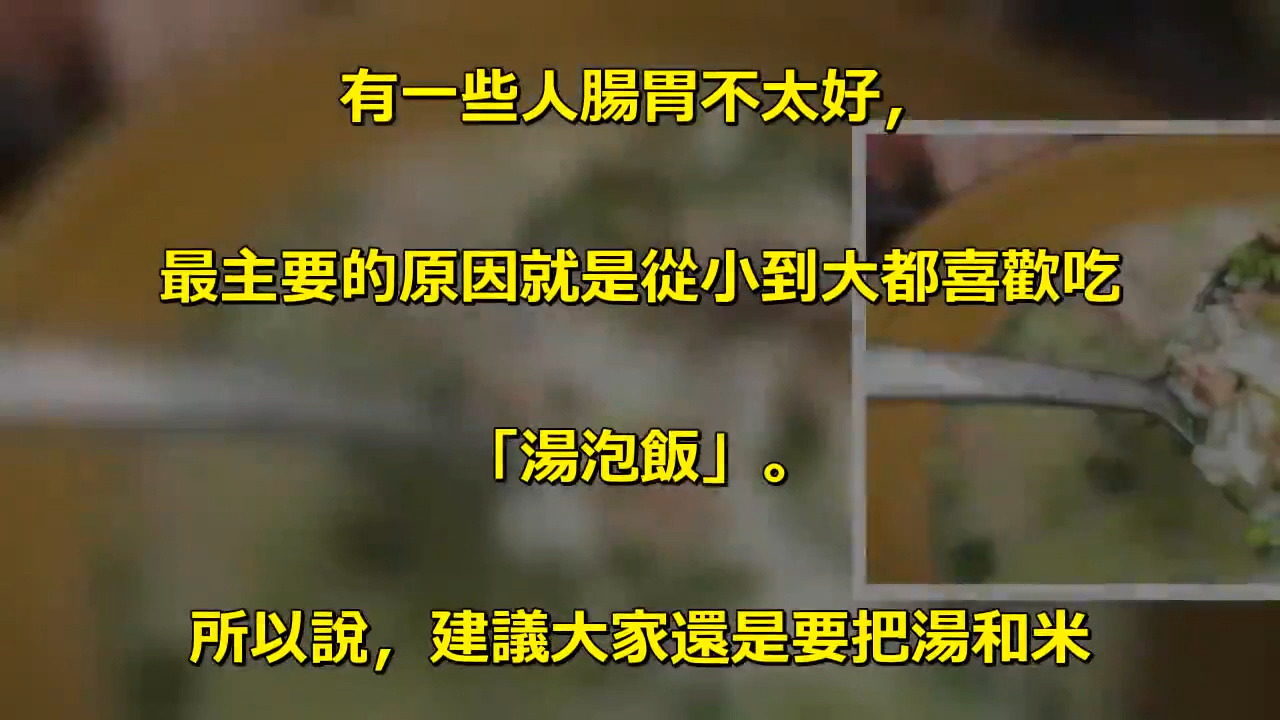 有一些人腸胃不太好，
最主要的原因就是從小到大都喜歡吃
「湯泡飯」。
所以說，建議大家還是要把湯和米